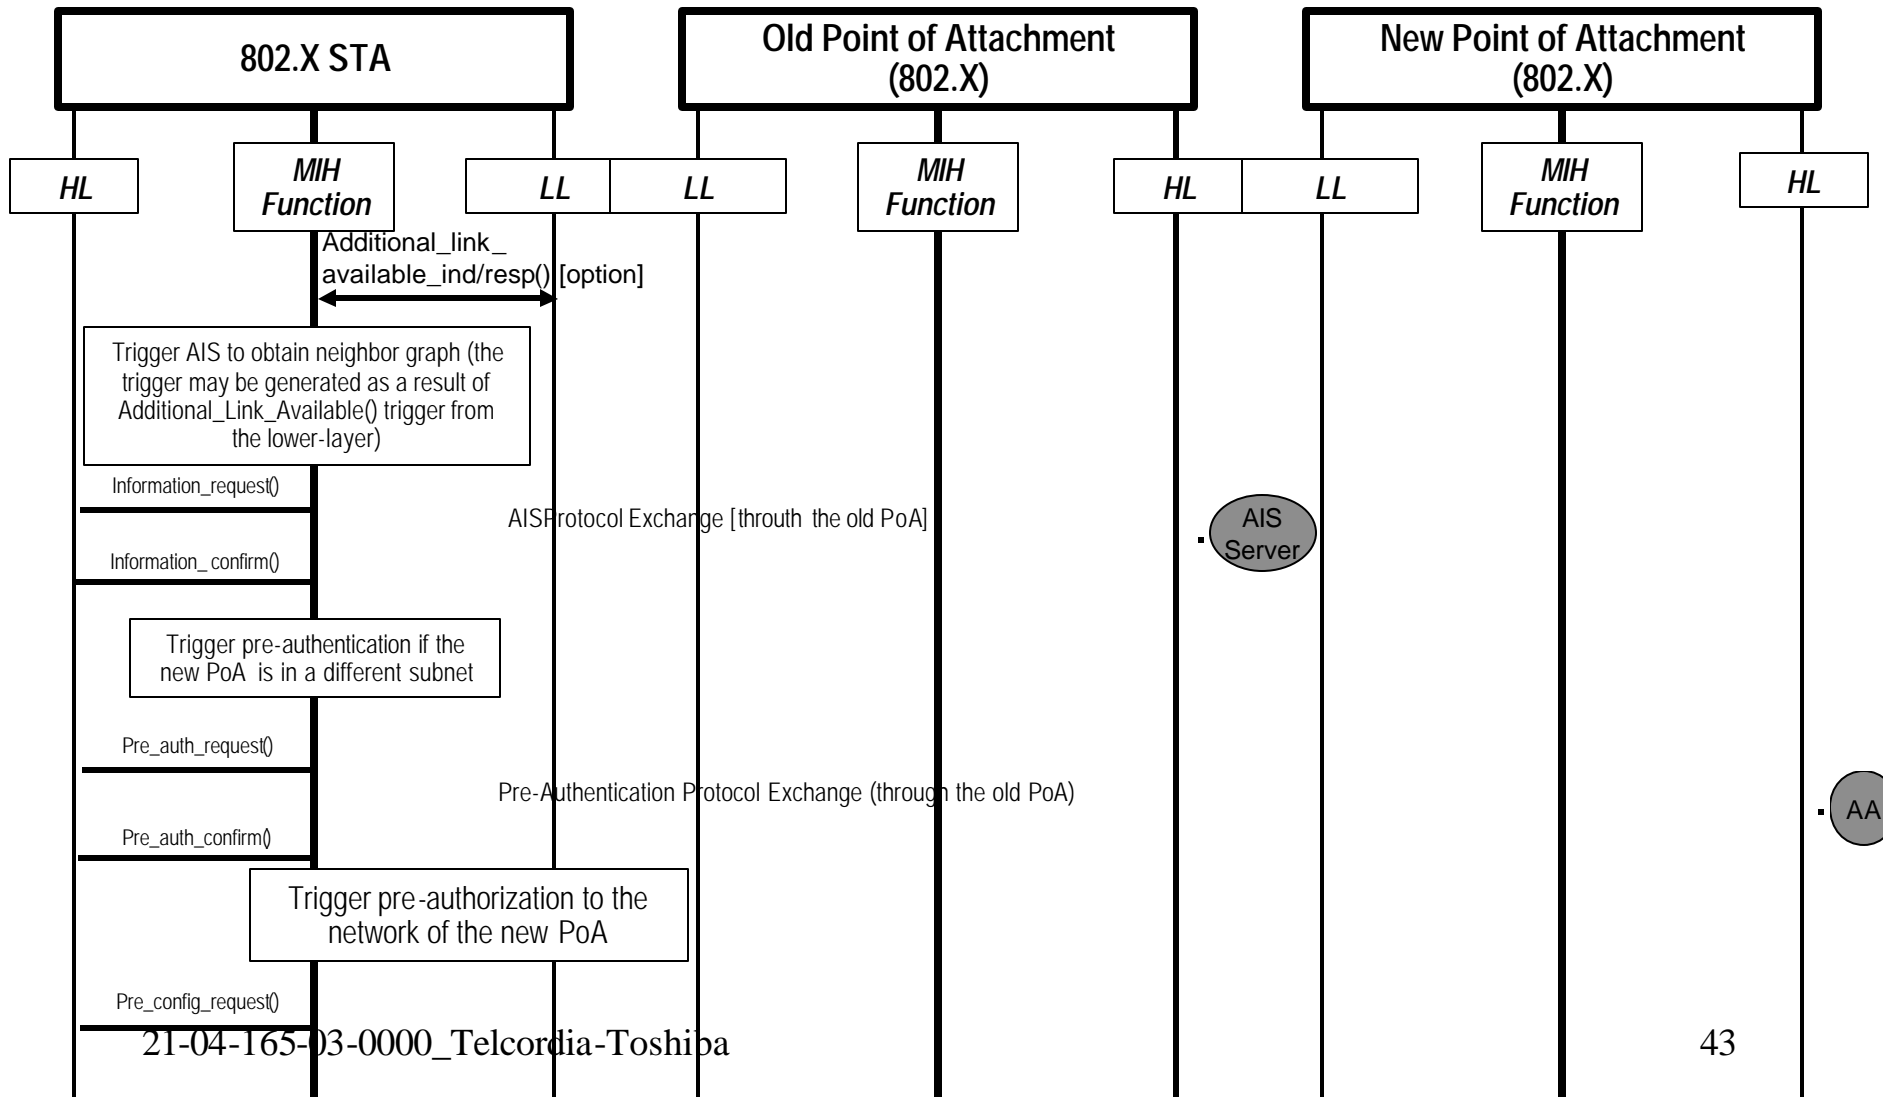 802.X STA
Old Point of Attachment
(802.X)
New Point of Attachment
(802.X)
HL
MIH
Function
LL
LL
MIH
Function
HL
LL
MIH
Function
HL
Additional_link_
available_ind/resp() [option]
Trigger AIS to obtain neighbor graph (the
trigger may be generated as a result of
Additional_Link_Available() trigger from
the lower-layer)
Information_request()
AISProtocol Exchange [throuth the old PoA]
AIS
Server
Information_ confirm()
Trigger pre-authentication if the
new PoA is in a different subnet
Pre_auth_request()
Pre-Authentication Protocol Exchange (through the old PoA)
AA
Pre_auth_confirm()
Trigger pre-authorization to the
network of the new PoA
Pre_config_request()
21-04-165-03-0000_Telcordia-Toshiba
43